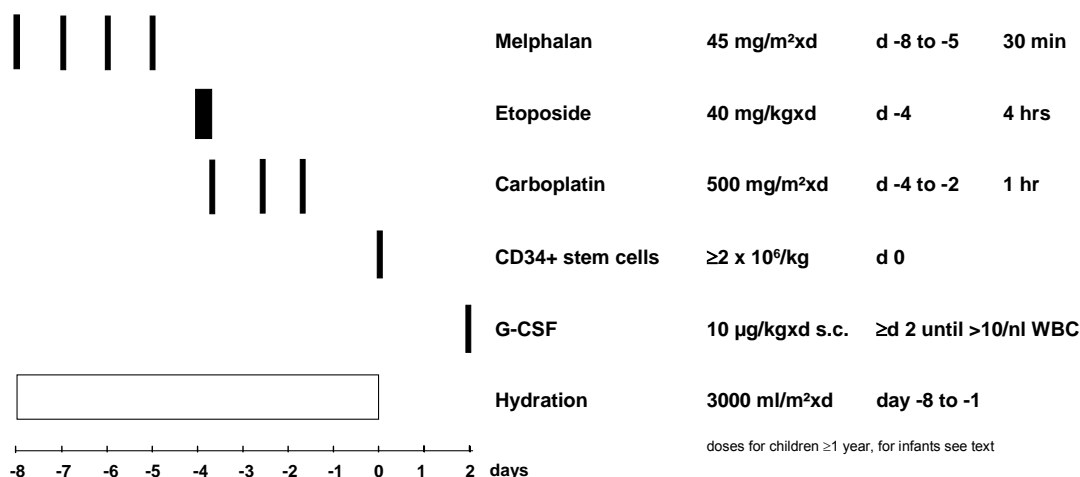 Melphalan 45 mg/m²xd d -8 to -5 30 min
Etoposide 40 mg/kgxd d -4 4 hrs
Carboplatin 500 mg/m²xd d -4 to -2 1 hr
CD34+ stem cells ≥2 x 10⁶/kg d 0
G-CSF 10 µg/kgxd s.c. ≥d 2 until >10/nl WBC
Hydration 3000 ml/m²xd day -8 to -1
doses for children ≥1 year, for infants see text
-8 -7 -6 -5 -4 -3 -2 -1 0 1 2 days